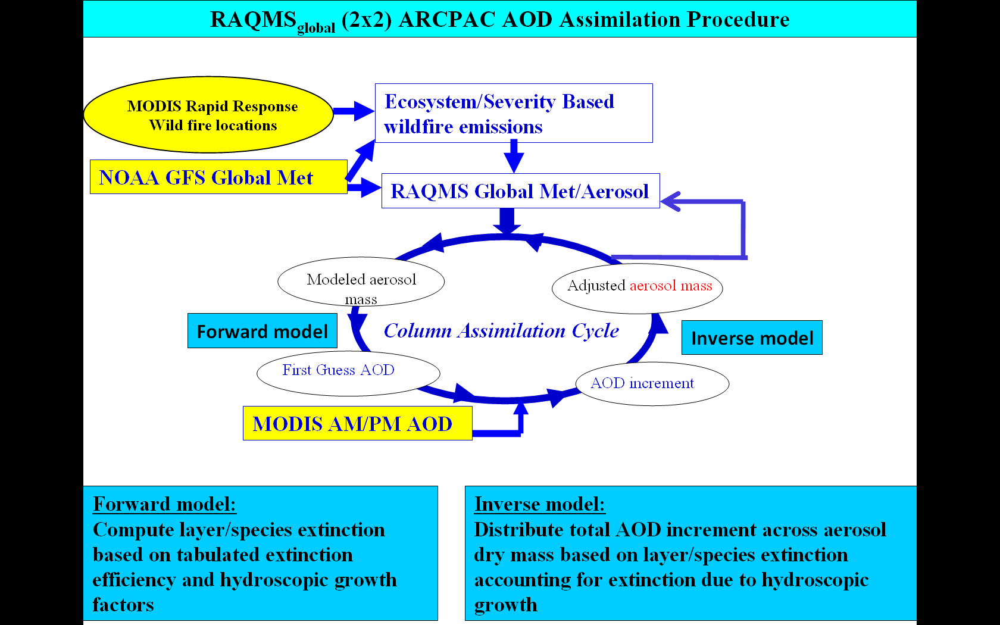 RAQMSglobal (2x2) ARCPAC AOD Assimilation Procedure
MODIS Rapid Response
Wild fire locations
Ecosystem/Severity Based
wildfire emissions
NOAA GFS Global Met
RAQMS Global Met/Aerosol
Modeled aerosol
mass
Adjusted aerosol mass
Forward model
Column Assimilation Cycle
Inverse model
First Guess AOD
AOD increment
MODIS AM/PM AOD
Forward model:
Compute layer/species extinction
based on tabulated extinction
efficiency and hydroscopic growth
factors
Inverse model:
Distribute total AOD increment across aerosol
dry mass based on layer/species extinction
accounting for extinction due to hydroscopic
growth